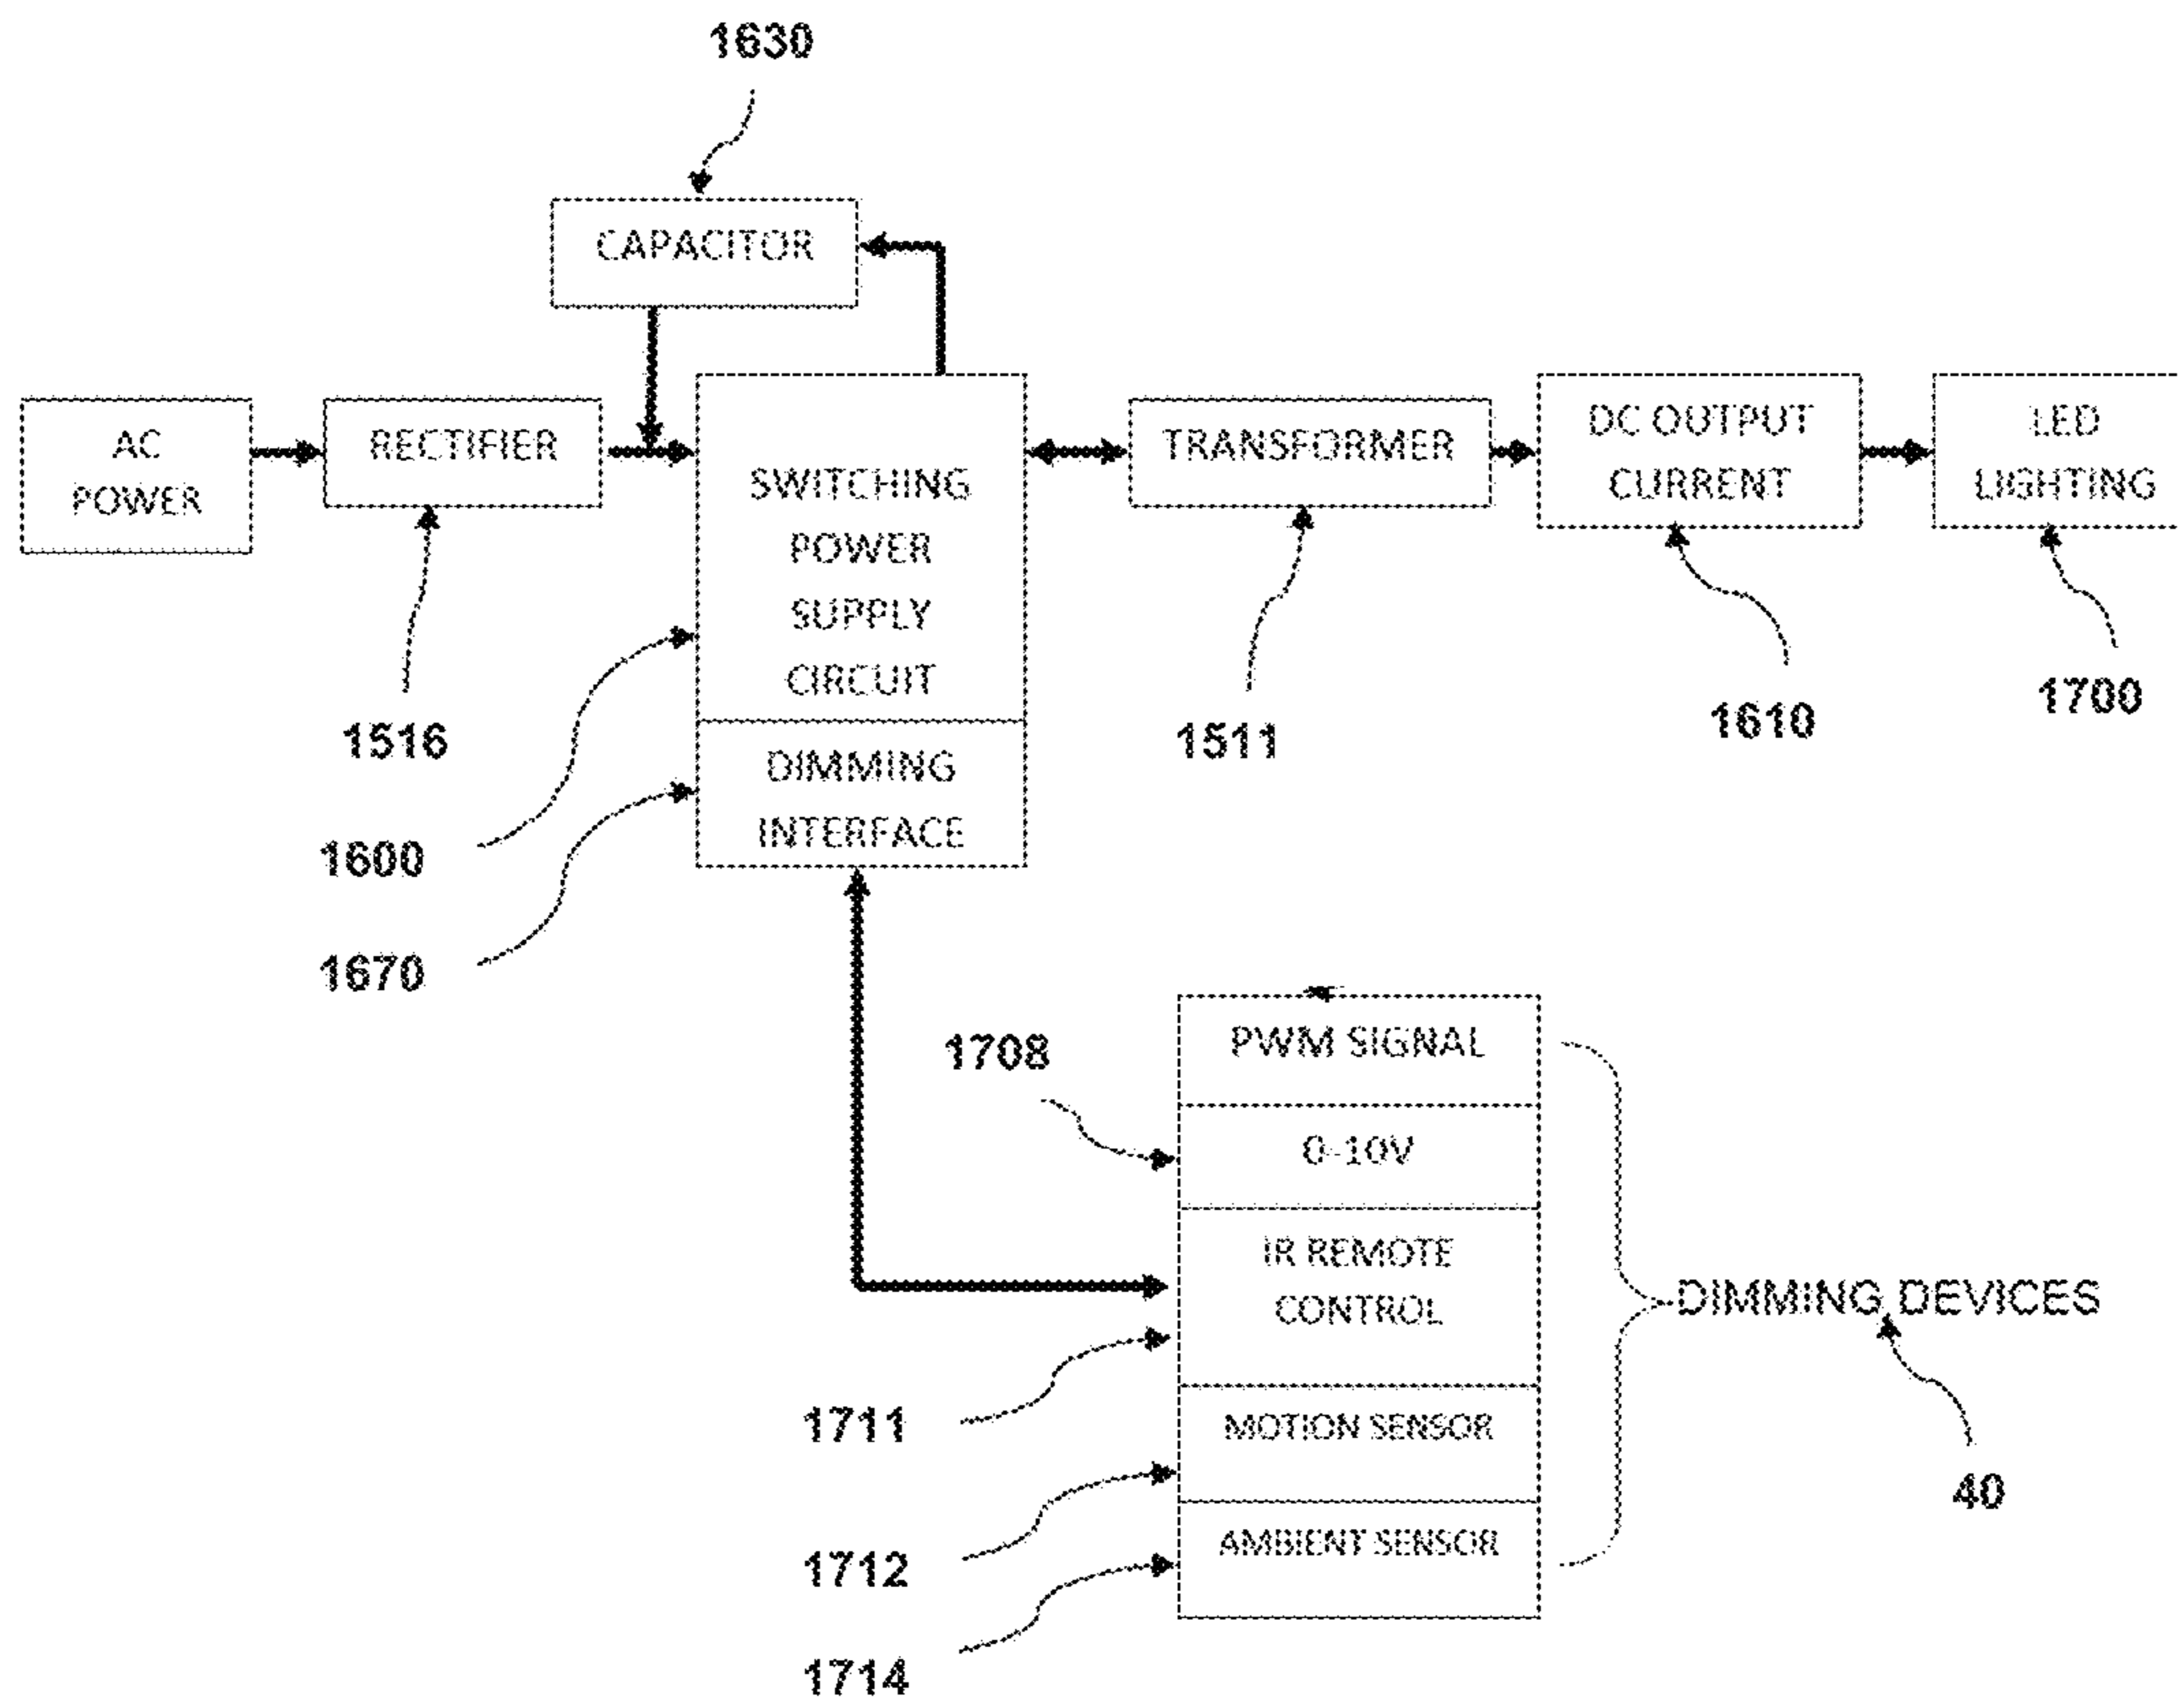 1630
CAPACITOR
AC
POWER
RECTIFIER
SWITCHING
POWER
SUPPLY
CIRCUIT
TRANSFORMER
DC OUTPUT
CURRENT
LED
LIGHTING
1516
1511
1610
1700
DIMMING
INTERFACE
1600
1670
1708
PWM SIGNAL
0-10V
IR REMOTE
CONTROL
DIMMING DEVICES
1711
MOTION SENSOR
40
1712
AMBIENT SENSOR
1714